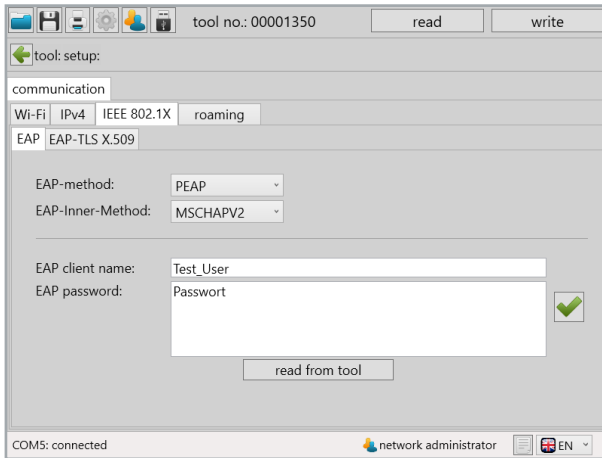 tool no.: 00001350 read write
tool: setup:
communication
Wi-Fi IPv4 IEEE 802.1X roaming
EAP EAP-TLS X.509
EAP-method: PEAP
EAP-Inner-Method: MSCHAPV2
EAP client name: Test_User
EAP password: Passwort
read from tool
COM5: connected network administrator EN